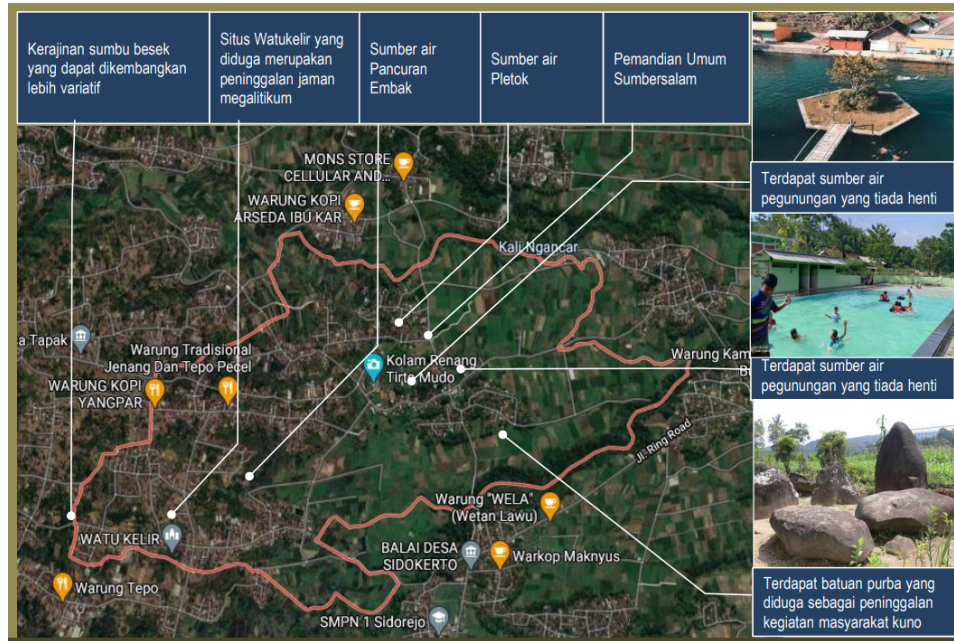 Kerajinan sumbu besek
yang dapat dikembangkan
lebih variatif
Situs Watukelir yang
diduga merupakan
peninggalan jaman
megalitikum
Sumber air
Pancuran
Embak
Sumber air
Pletok
Pemandian Umum
Sumbersalam
Terdapat sumber air
pegunungan yang tiada henti
Terdapat sumber air
pegunungan yang tiada henti
Terdapat batuan purba yang
diduga sebagai peninggalan
kegiatan masyarakat kuno
MONS STORE
CELLULAR AND...
WARUNG KOPI
ARSEDA IBU KAR
Kali Ngancar
Tapak
Warung Tradisional
Jenang Dan Tepo Pecel
WARUNG KOPI
YANGPAR
Kolam Renang
Tirto Mudo
Warung Kam
Jl. Ring Road
Warung "WELA"
(Wetan Lawu)
WATU KELIR
BALAI DESA
SIDOKERTO
Warkop Maknyus
Warung Tepo
SMPN 1 Sidorejo